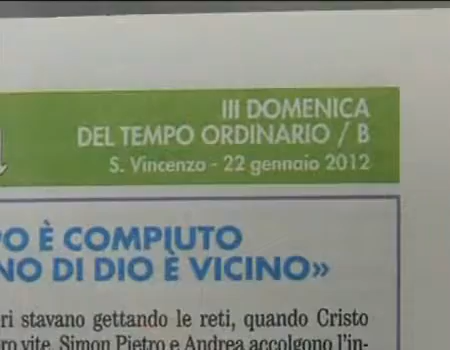 III DOMENICA
DEL TEMPO ORDINARIO / B
S. Vincenzo - 22 gennaio 2012
PO È COMPIUTO
NO DI DIO È VICINO»
ri stavano gettando le reti, quando Cristo
ro vite. Simon Pietro e Andrea accolgono l'in-